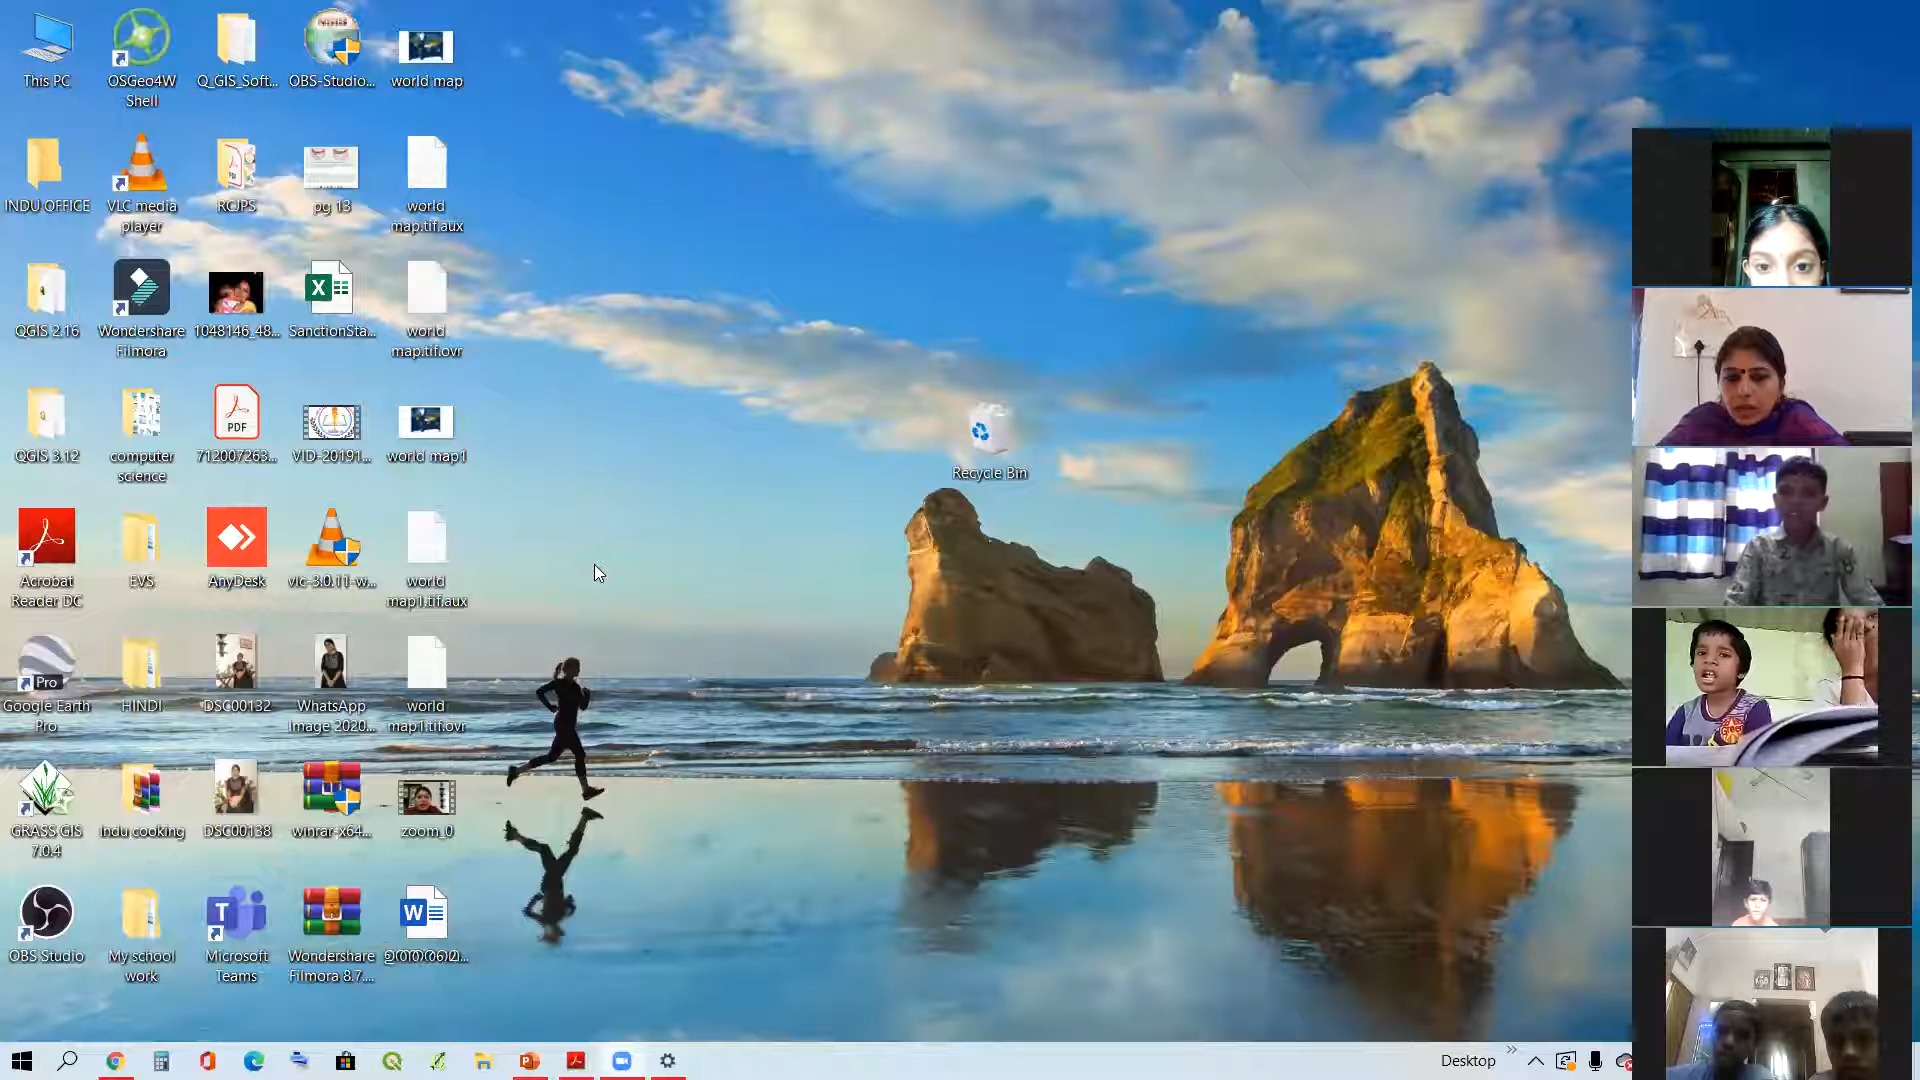 This PC
OSGeo4W
Shell
Q_GIS_Soft...
OBS-Studio...
world map
INDU OFFICE
VLC media
player
RCJPS
pg 13
world
map.tif.aux
QGIS 2.16
Wondershare
Filmora
1048146_48...
SanctionSta...
world
map.tif.ovr
QGIS 3.12
computer
science
PDF
712007263...
VID-20191...
world map1
Recycle Bin
Acrobat
Reader DC
EVS
AnyDesk
vlc-3.0.11-w...
world
map1.tif.aux
Pro
Google Earth
Pro
HINDI
DSC00132
WhatsApp
Image 2020...
world
map1.tif.ovr
GRASS GIS
7.0.4
Indu cooking
DSC00138
winrar-x64...
zoom_0
OBS Studio
My school
work
Microsoft
Teams
Wondershare
Filmora 8.7....
Desktop